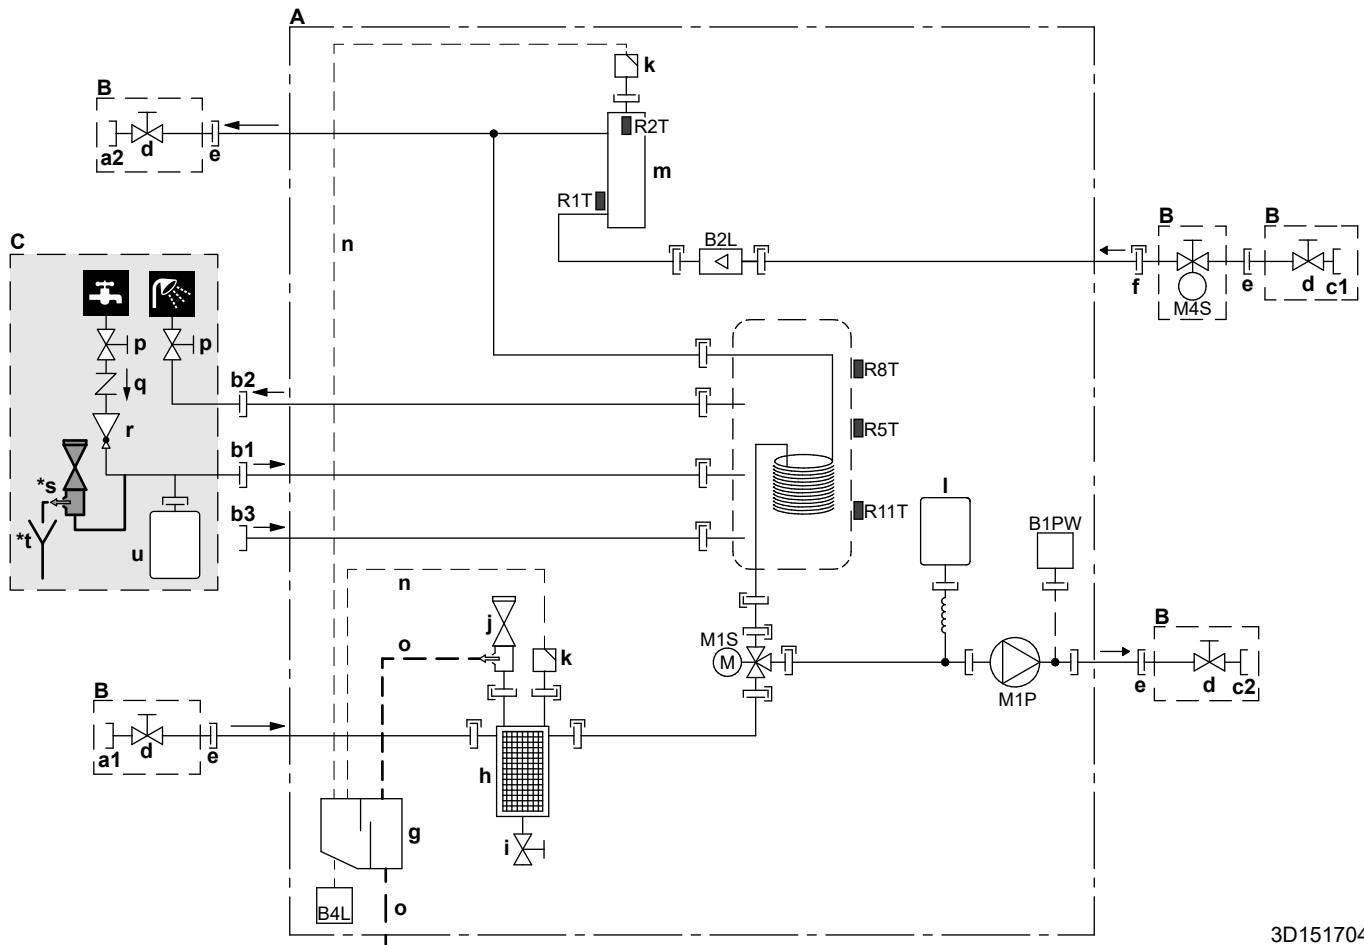 A
B
k
R2T
a2
d
e
m
R1T
C
n
B2L
B
B
f
e
d
c1
M4S
p
p
q
b2
R8T
r
R5T
b1
*s
l
R11T
b3
B1PW
*t
u
n
j
M1S
B
o
k
M
B
M1P
e
d
c2
a1
d
e
h
g
i
B4L
o
3D151704